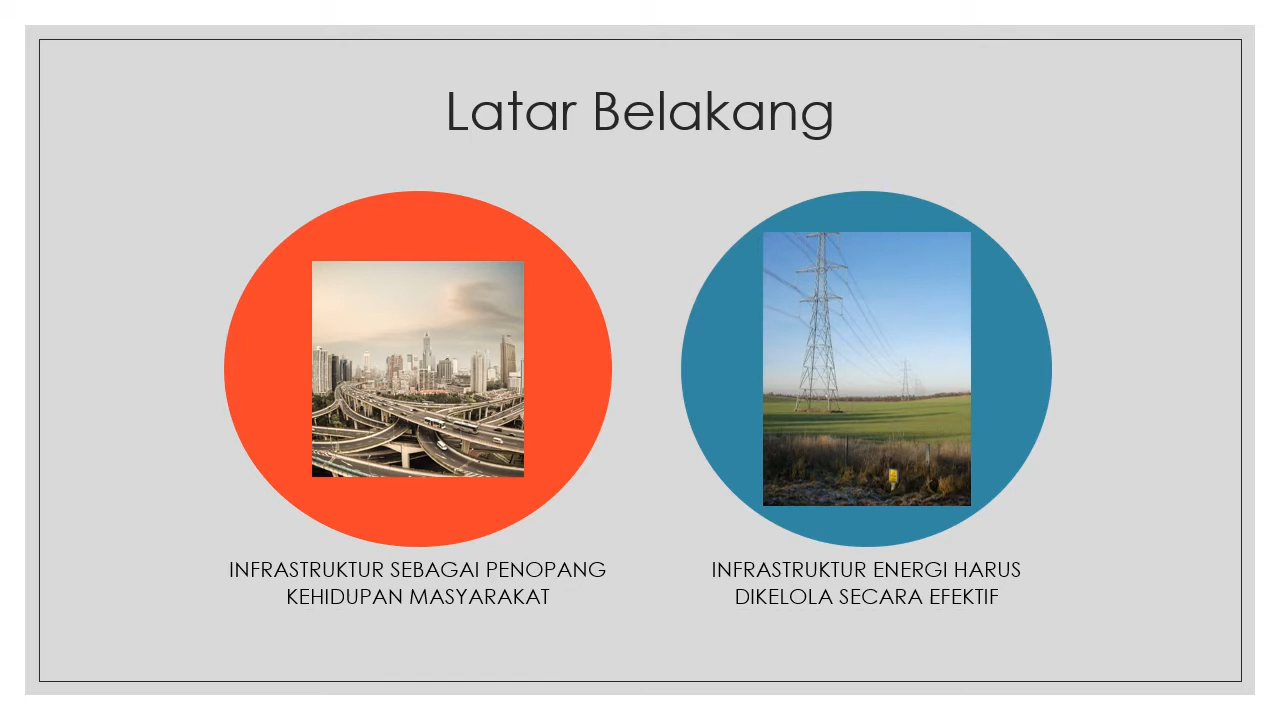 Latar Belakang
INFRASTRUKTUR SEBAGAI PENOPANG
KEHIDUPAN MASYARAKAT
INFRASTRUKTUR ENERGI HARUS
DIKELOLA SECARA EFEKTIF